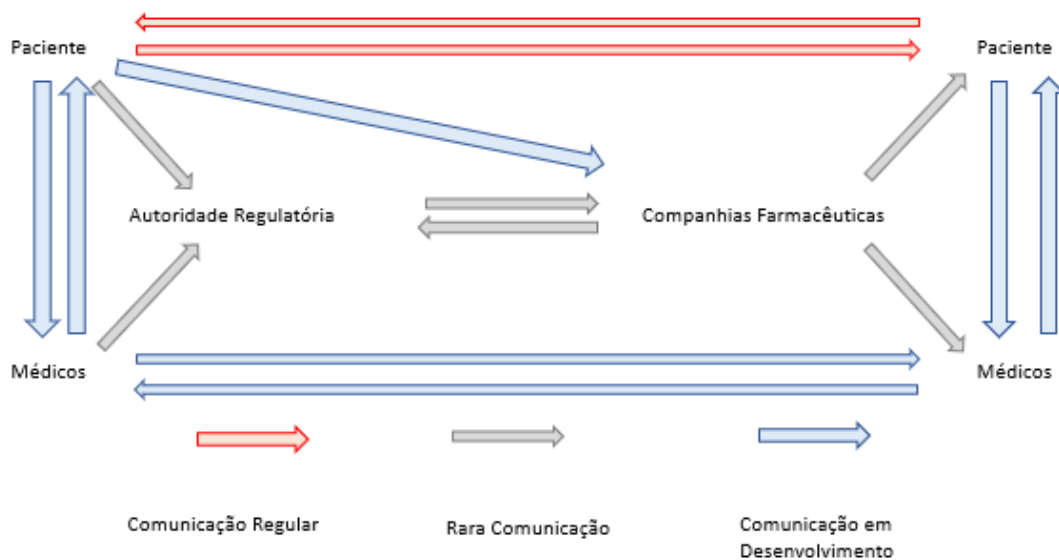 Paciente
Paciente
Autoridade Regulatória
Companhias Farmacêuticas
Médicos
Médicos
Comunicação Regular
Rara Comunicação
Comunicação em
Desenvolvimento